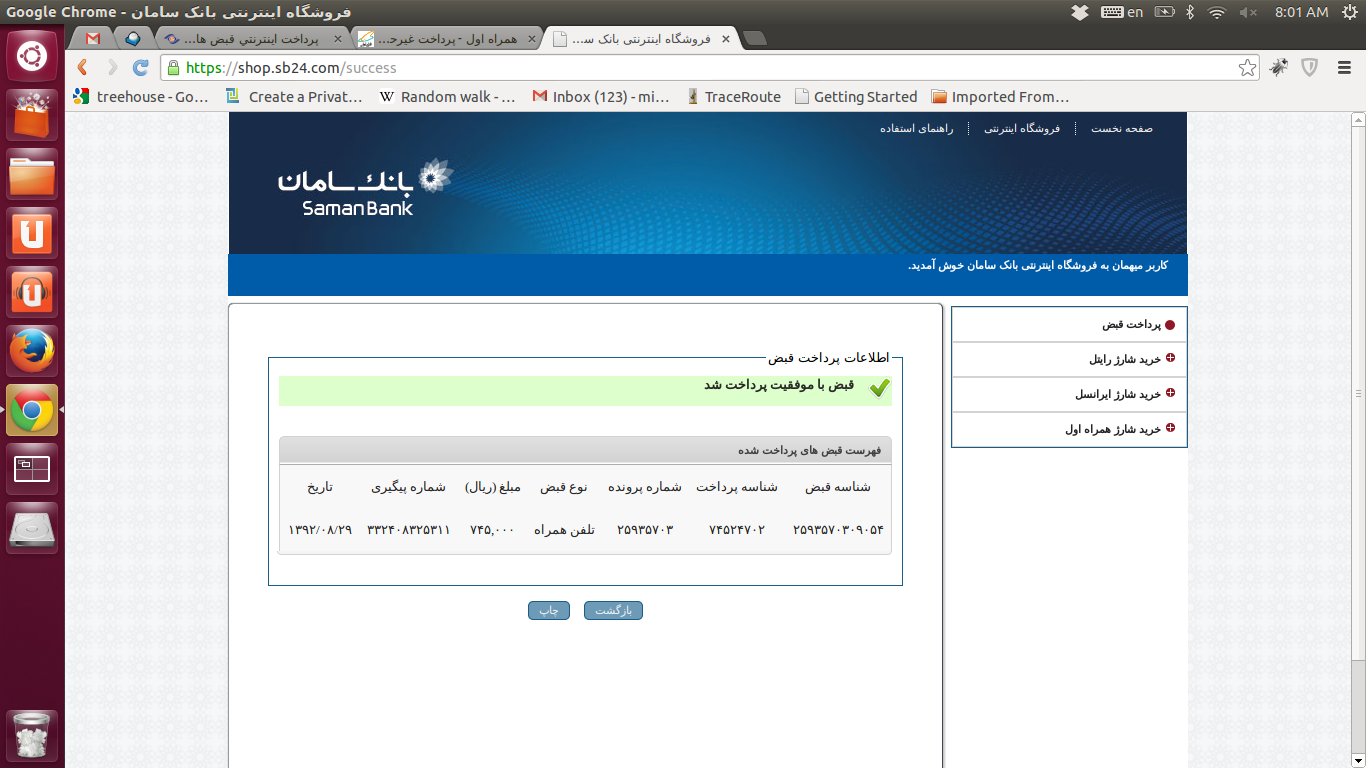 Google Chrome - فروشگاه اینترنتی بانک سامان
en
8:01 AM
پرداخت اینترنتي قبض ها...
همراه اول - پرداخت غیرحـ...
فروشگاه اینترنتی بانک سـ...
https://shop.sb24.com/success
treehouse - Go...
Create a Privat...
Random walk - ...
Inbox (123) - mi...
TraceRoute
Getting Started
Imported From...
صفحه نخست
فروشگاه اینترنتی
راهنمای استفاده
بانک سامان
Saman Bank
کاربر میهمان به فروشگاه اینترنتی بانک سامان خوش آمدید.
پرداخت قبض
خرید شارژ رایتل
خرید شارژ ایرانسل
خرید شارژ همراه اول
اطلاعات پرداخت قبض
قبض با موفقیت پرداخت شد
فهرست قبض های پرداخت شده
شناسه قبض شناسه پرداخت شماره پرونده نوع قبض مبلغ (ریال) شماره پیگیری تاریخ
۲۵۹۳۵۷۰۳۰۹۰۵۴ ۷۴۵۲۴۷۰۲ ۲۵۹۳۵۷۰۳ تلفن همراه ۷۴۵,۰۰۰ ۳۳۲۴۰۸۳۲۵۳۱۱ ۱۳۹۲/۰۸/۲۹
بازگشت
چاپ